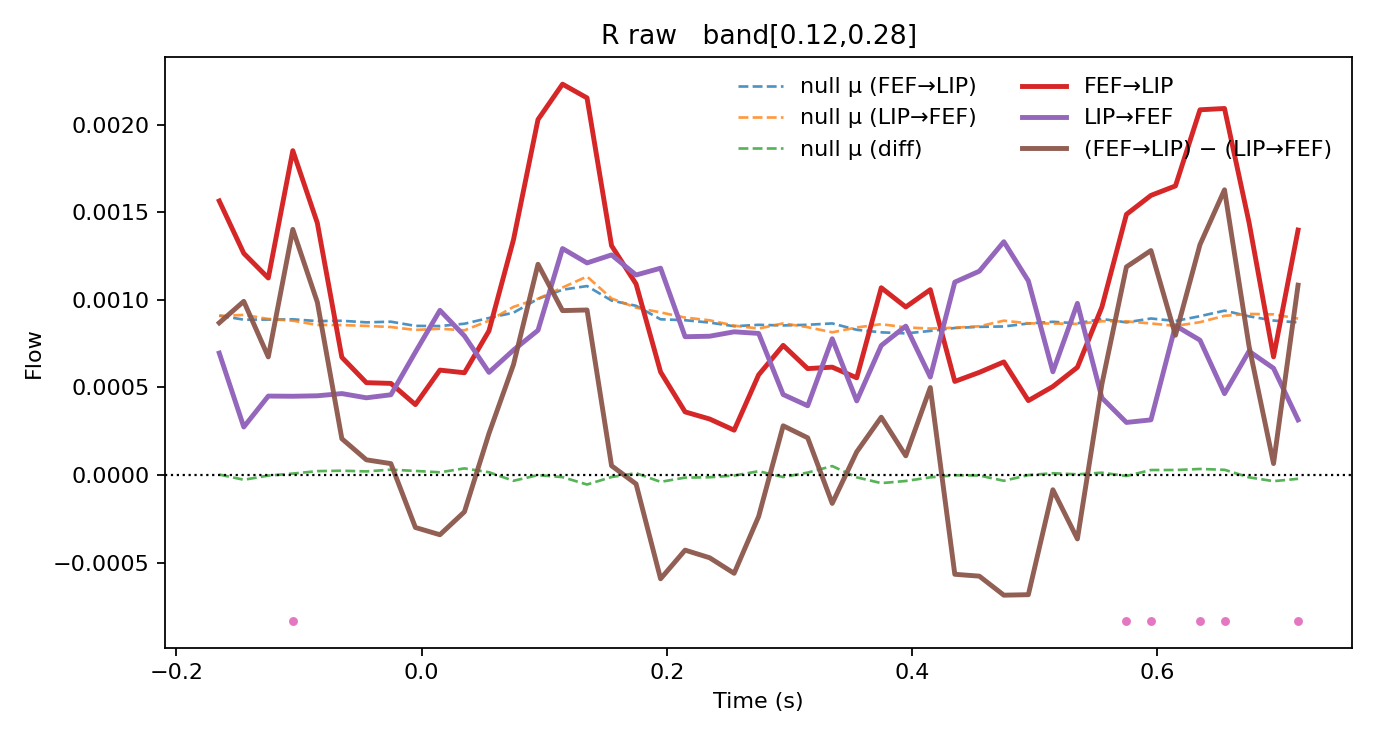 R raw   band[0.12,0.28]
null μ (FEF→LIP)
null μ (LIP→FEF)
null μ (diff)
FEF→LIP
LIP→FEF
(FEF→LIP) − (LIP→FEF)
Flow
0.0020
0.0015
0.0010
0.0005
0.0000
−0.0005
−0.2
0.0
0.2
0.4
0.6
Time (s)